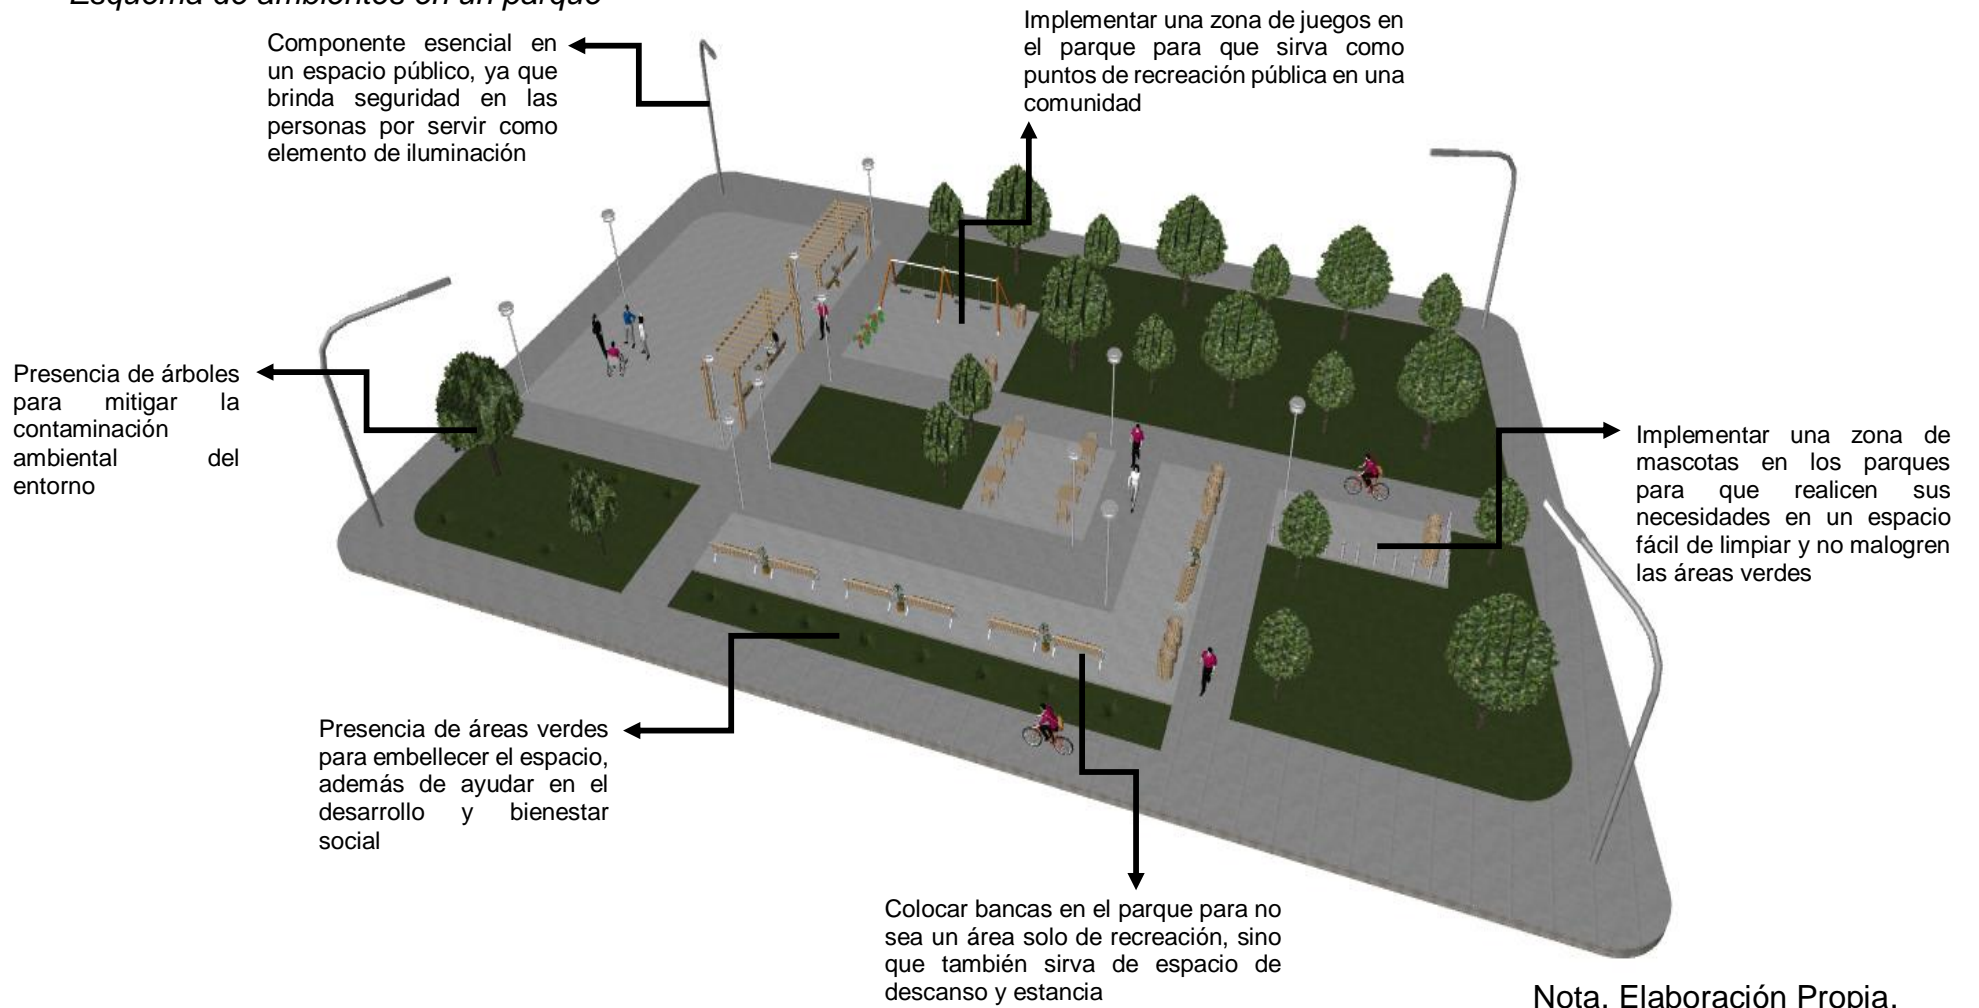 Esquema de ambientes en un parque
Componente esencial en
un espacio público, ya que
brinda seguridad en las
personas por servir como
elemento de iluminación
Implementar una zona de juegos en
el parque para que sirva como
puntos de recreación pública en una
comunidad
Presencia de árboles
para mitigar la
contaminación
ambiental del
entorno
Implementar una zona de
mascotas en los parques
para que realicen sus
necesidades en un espacio
fácil de limpiar y no malogren
las áreas verdes
Presencia de áreas verdes
para embellecer el espacio,
además de ayudar en el
desarrollo y bienestar
social
Colocar bancas en el parque para no
sea un área solo de recreación, sino
que también sirva de espacio de
descanso y estancia
Nota. Elaboración Propia.